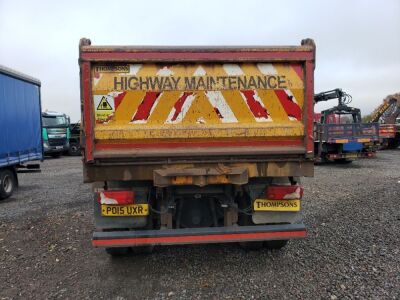 THOMPSONS
HIGHWAY MAINTENANCE
PO15 UXR
THOMPSONS